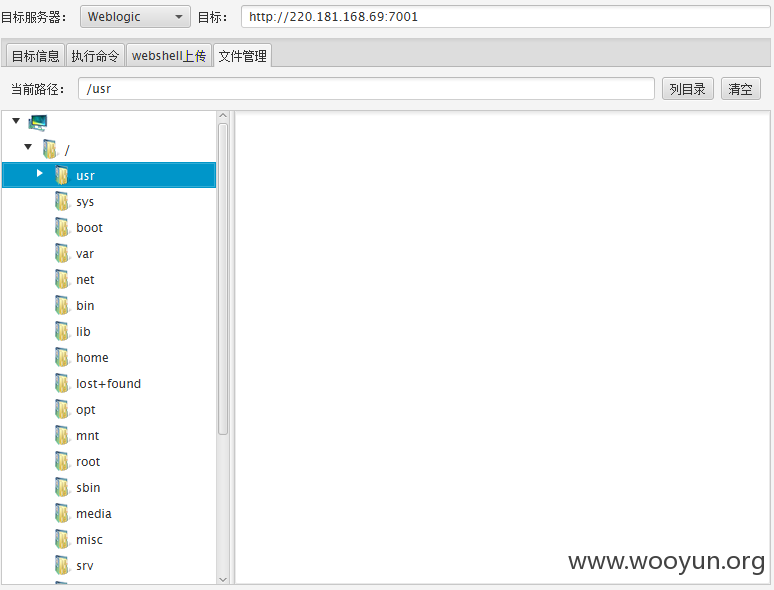 目标服务器： Weblogic 目标： http://220.181.168.69:7001
目标信息 执行命令 webshell上传 文件管理
当前路径： /usr 列目录 清空
/
usr
sys
boot
var
net
bin
lib
home
lost+found
opt
mnt
root
sbin
media
misc
srv
www.wooyun.org